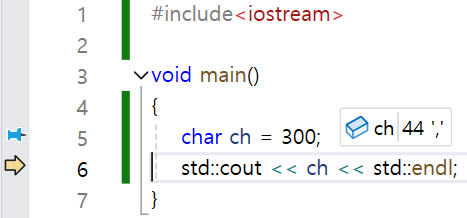 1 #include<iostream>
2
3 void main()
4 {
5 char ch = 300; ch 44 ','
6 std::cout << ch << std::endl;
7 }